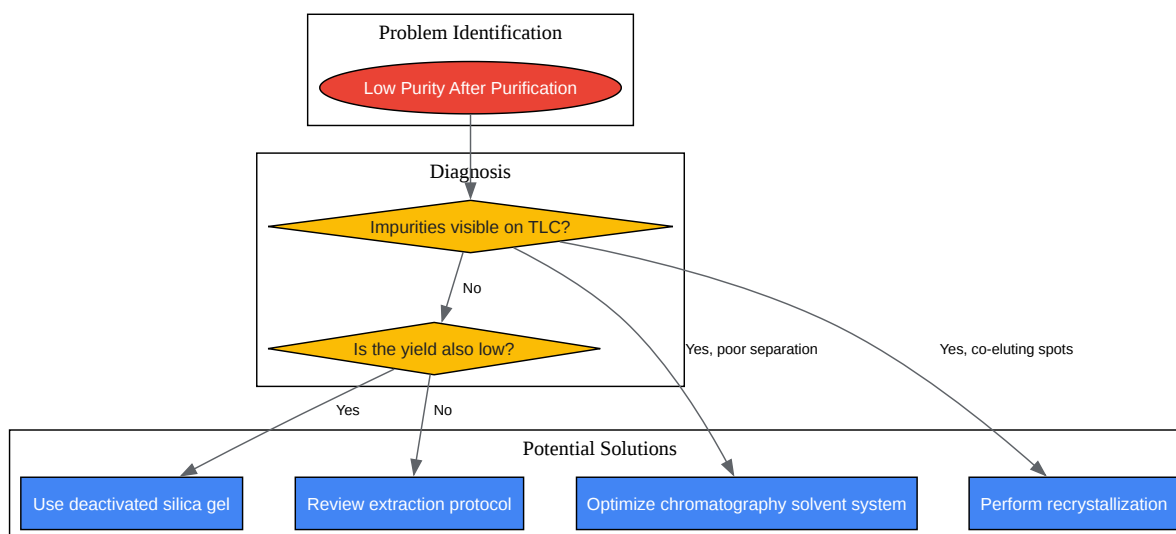 Problem Identification
Low Purity After Purification
Diagnosis
Impurities visible on TLC?
No
Is the yield also low?
Yes, poor separation
Yes, co-eluting spots
Yes
No
Potential Solutions
Use deactivated silica gel
Review extraction protocol
Optimize chromatography solvent system
Perform recrystallization